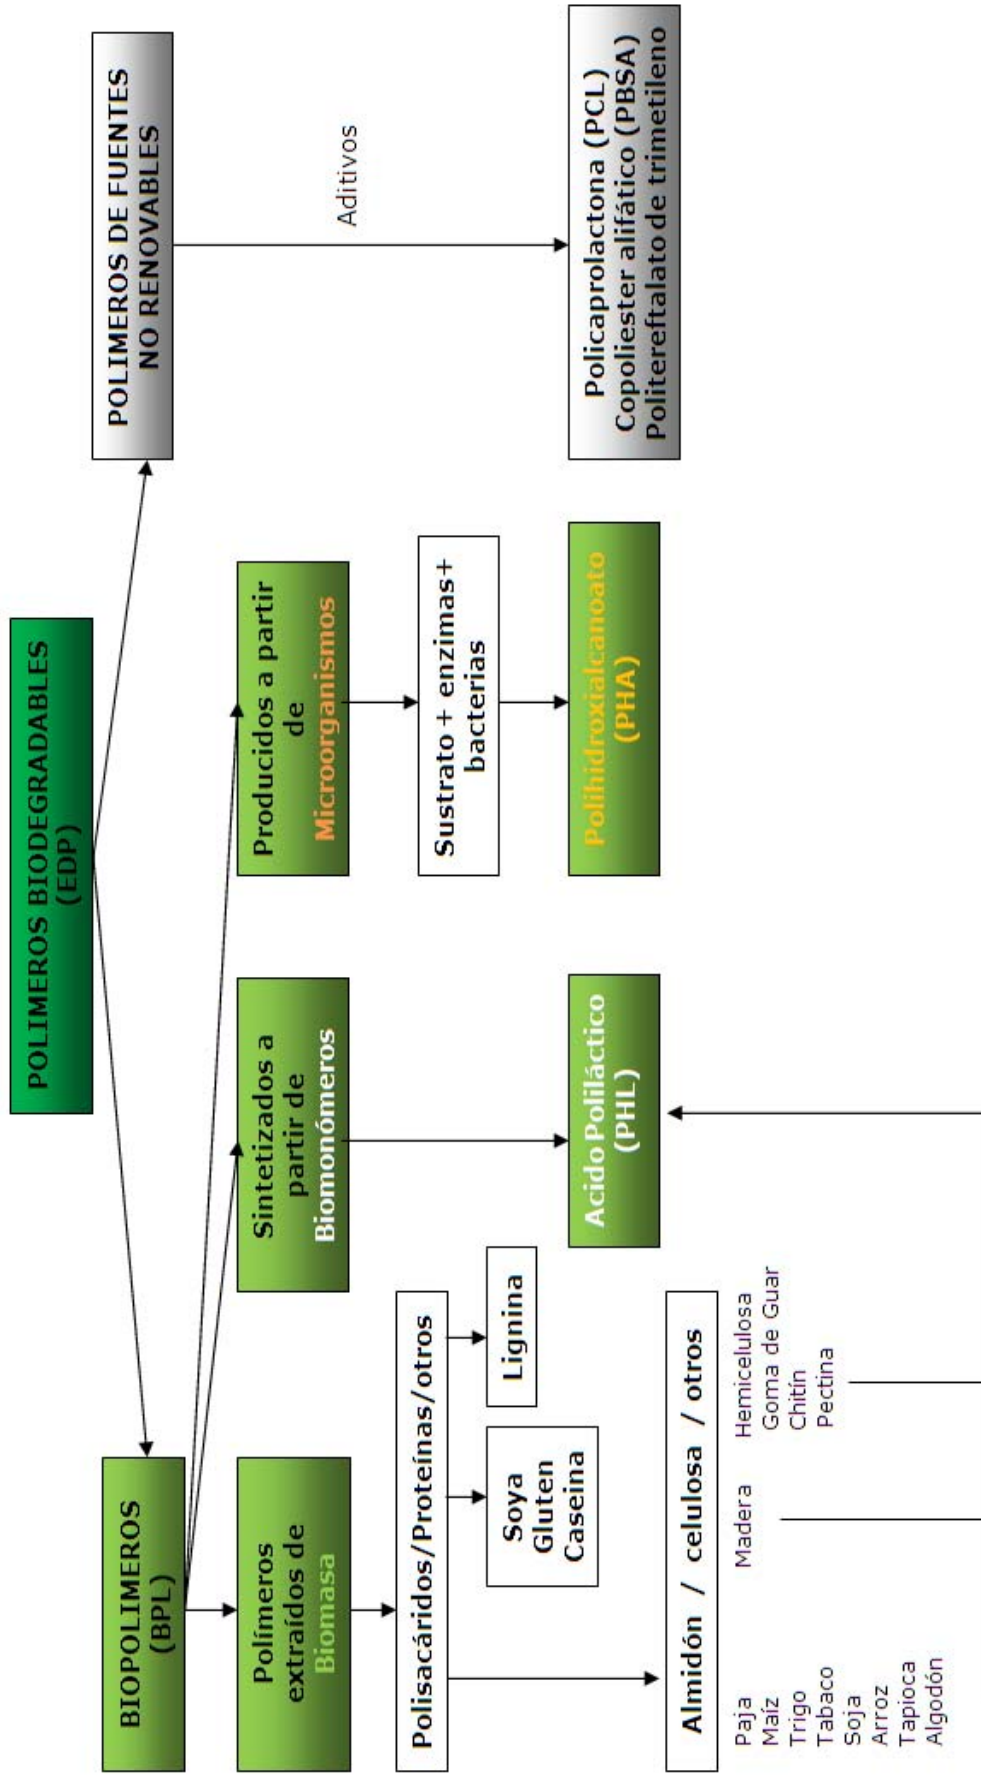 POLIMEROS BIODEGRADABLES
(EDP)
BIOPOLIMEROS
(BPL)
POLIMEROS DE FUENTES
NO RENOVABLES
Polímeros
extraídos de
Biomasa
Sintetizados a
partir de
Biomonómeros
Producidos a partir
de
Microorganismos
Aditivos
Polisacáridos/Proteínas/otros
Sustrato + enzimas+
bacterias
Soya
Gluten
Caseina
Lignina
Acido Poliláctico
(PHL)
Polihidroxialcanoato
(PHA)
Policaprolactona (PCL)
Copoliester alifático (PBSA)
Politereftalato de trimetileno
Almidón / celulosa / otros
Paja
Maíz
Trigo
Tabaco
Soja
Arroz
Tapioca
Algodón
Madera
Hemicelulosa
Goma de Guar
Chitín
Pectina